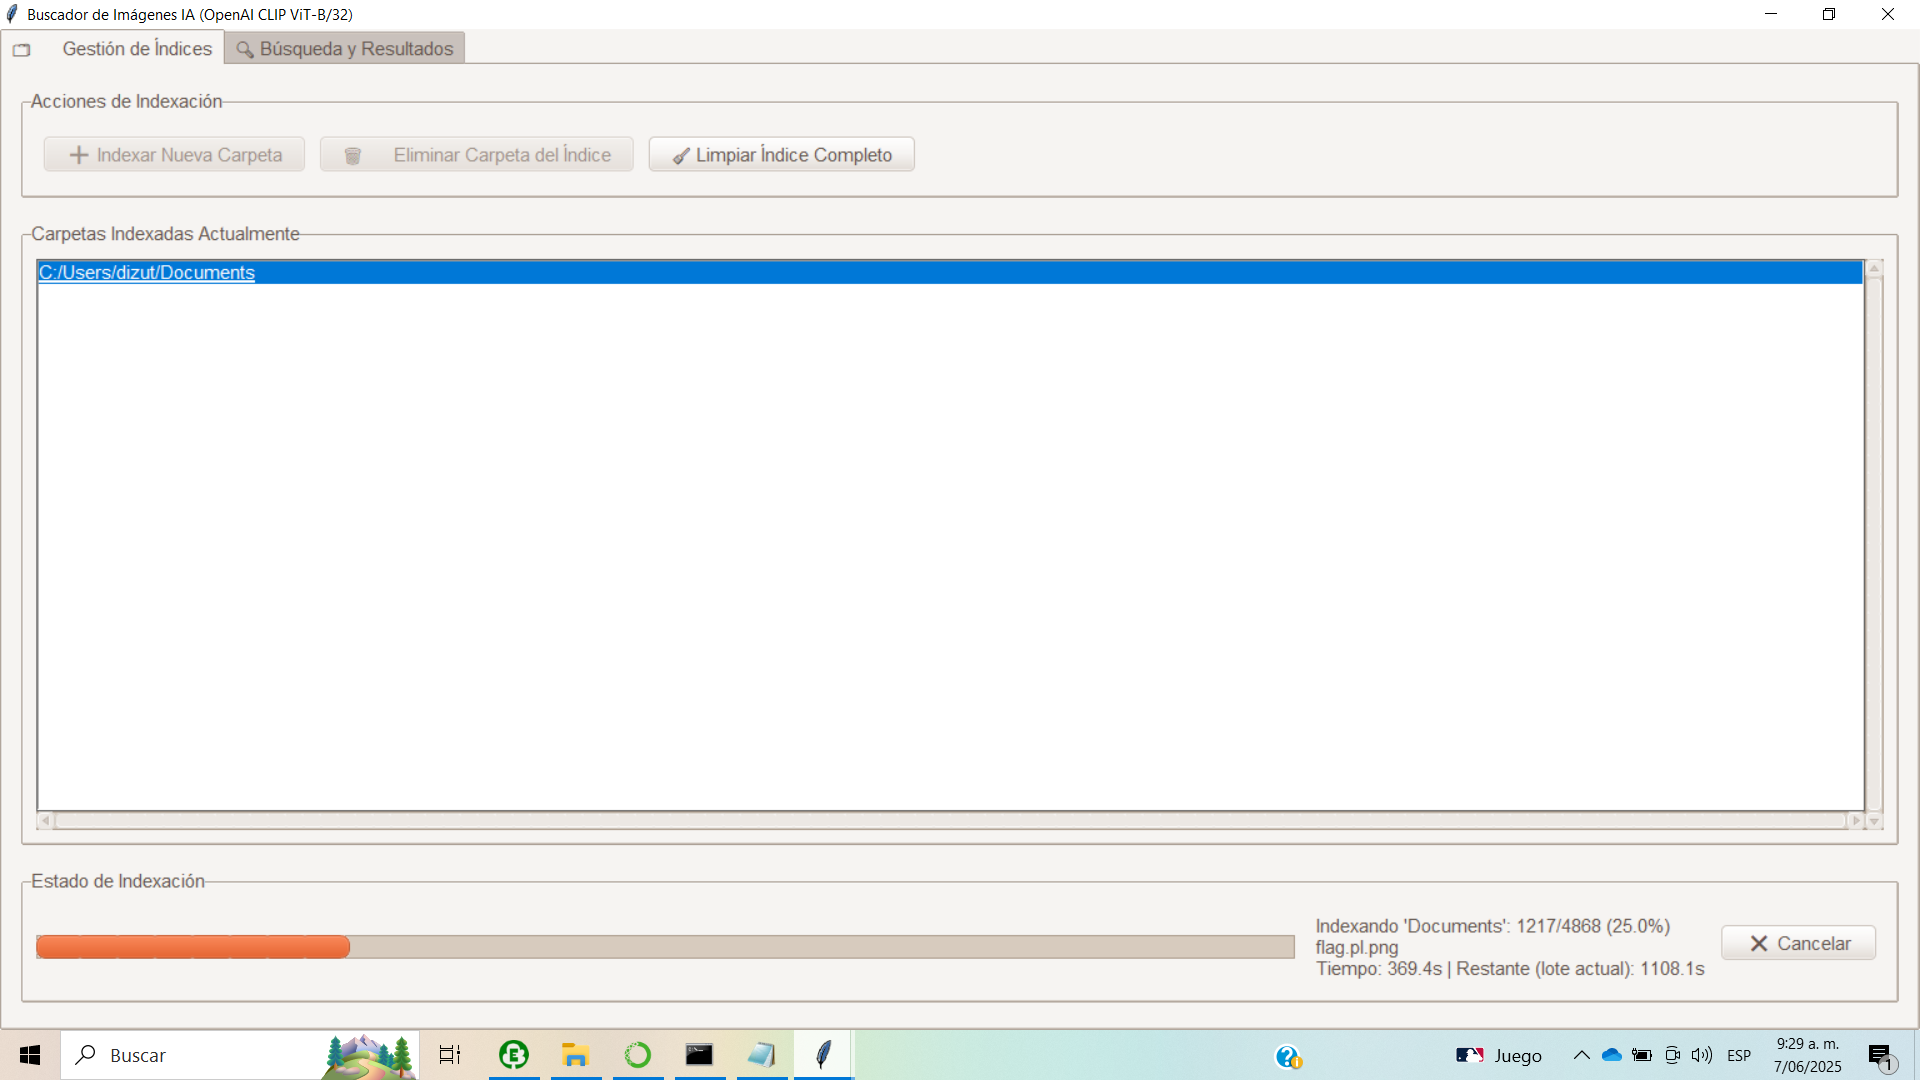 Buscador de Imágenes IA (OpenAI CLIP ViT-B/32)
Gestión de Índices
Búsqueda y Resultados
Acciones de Indexación
Indexar Nueva Carpeta
Eliminar Carpeta del Índice
Limpiar Índice Completo
Carpetas Indexadas Actualmente
C:/Users/dizut/Documents
Estado de Indexación
Indexando 'Documents': 1217/4868 (25.0%)
flag.pl.png
Tiempo: 369.4s | Restante (lote actual): 1108.1s
Cancelar
Buscar
Juego
ESP
9:29 a. m.
7/06/2025
1